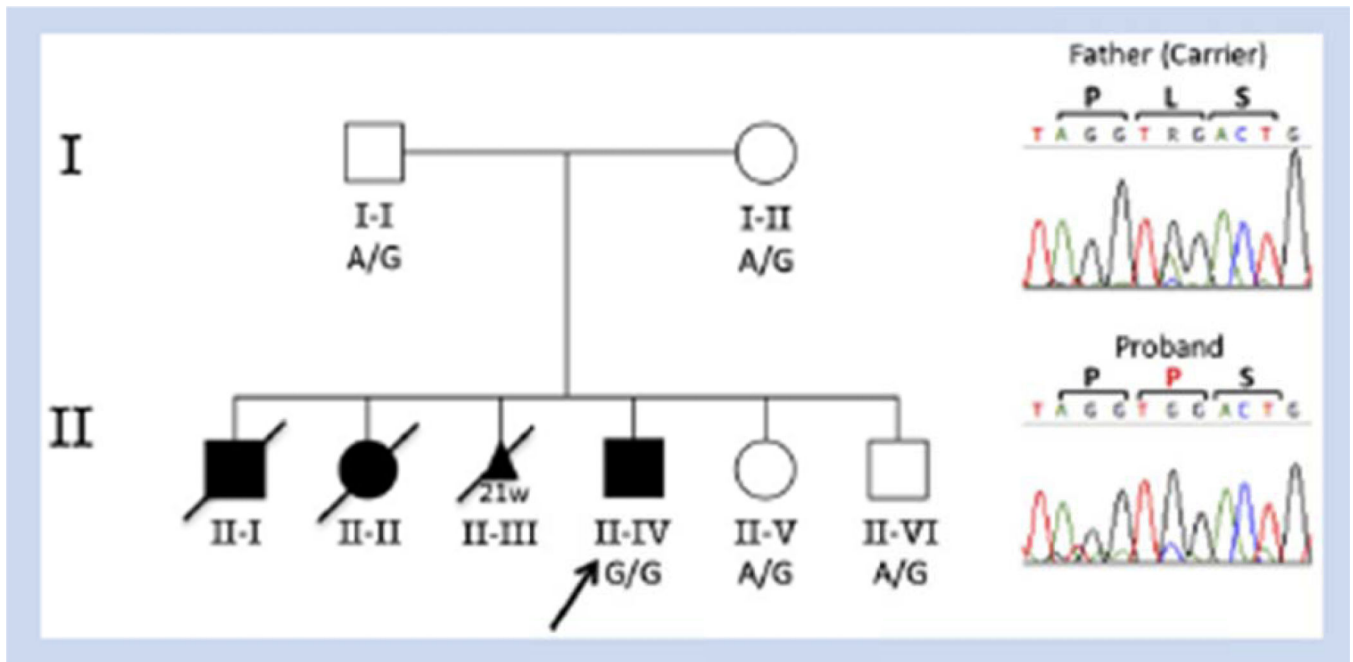 I
I-I
A/G
I-II
A/G
II
II-I
II-II
21w
II-III
II-IV
G/G
II-V
A/G
II-VI
A/G
Father (Carrier)
P L S
T A G G T R G A C T G
Proband
P P S
T A G G T G G A C T G